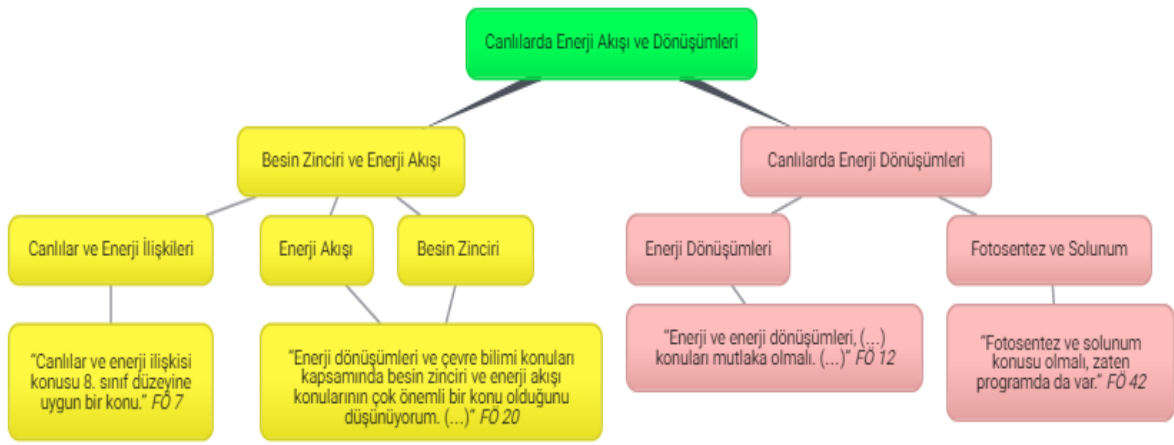 Canlılarda Enerji Akışı ve Dönüşümleri
Besin Zinciri ve Enerji Akışı
Canlılarda Enerji Dönüşümleri
Canlılar ve Enerji İlişkileri
Enerji Akışı
Besin Zinciri
Enerji Dönüşümleri
Fotosentez ve Solunum
“Canlılar ve enerji ilişkisi
konusu 8. sınıf düzeyine
uygun bir konu.” FÖ 7
“Enerji dönüşümleri ve çevre bilimi konuları
kapsamında besin zinciri ve enerji akışı
konularının çok önemli bir konu olduğunu
düşünüyorum. (...)” FÖ 20
“Enerji ve enerji dönüşümleri, (...)
konuları mutlaka olmalı. (...)” FÖ 12
“Fotosentez ve solunum
konusu olmalı, zaten
programda da var.” FÖ 42